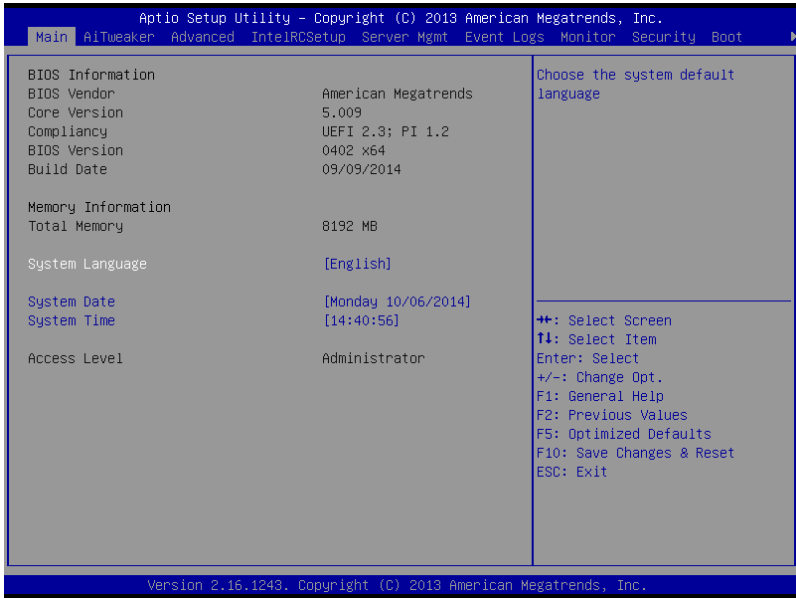 Aptio Setup Utility – Copyright (C) 2013 American Megatrends, Inc.
Main AiTweaker Advanced IntelRCSetup Server Mgmt Event Logs Monitor Security Boot
BIOS Information
BIOS Vendor American Megatrends
Core Version 5.009
Compliancy UEFI 2.3; PI 1.2
BIOS Version 0402 x64
Build Date 09/09/2014
Memory Information
Total Memory 8192 MB
System Language [English]
System Date [Monday 10/06/2014]
System Time [14:40:56]
Access Level Administrator
Choose the system default
language
→←: Select Screen
↑↓: Select Item
Enter: Select
+/-: Change Opt.
F1: General Help
F2: Previous Values
F5: Optimized Defaults
F10: Save Changes & Reset
ESC: Exit
Version 2.16.1243. Copyright (C) 2013 American Megatrends, Inc.